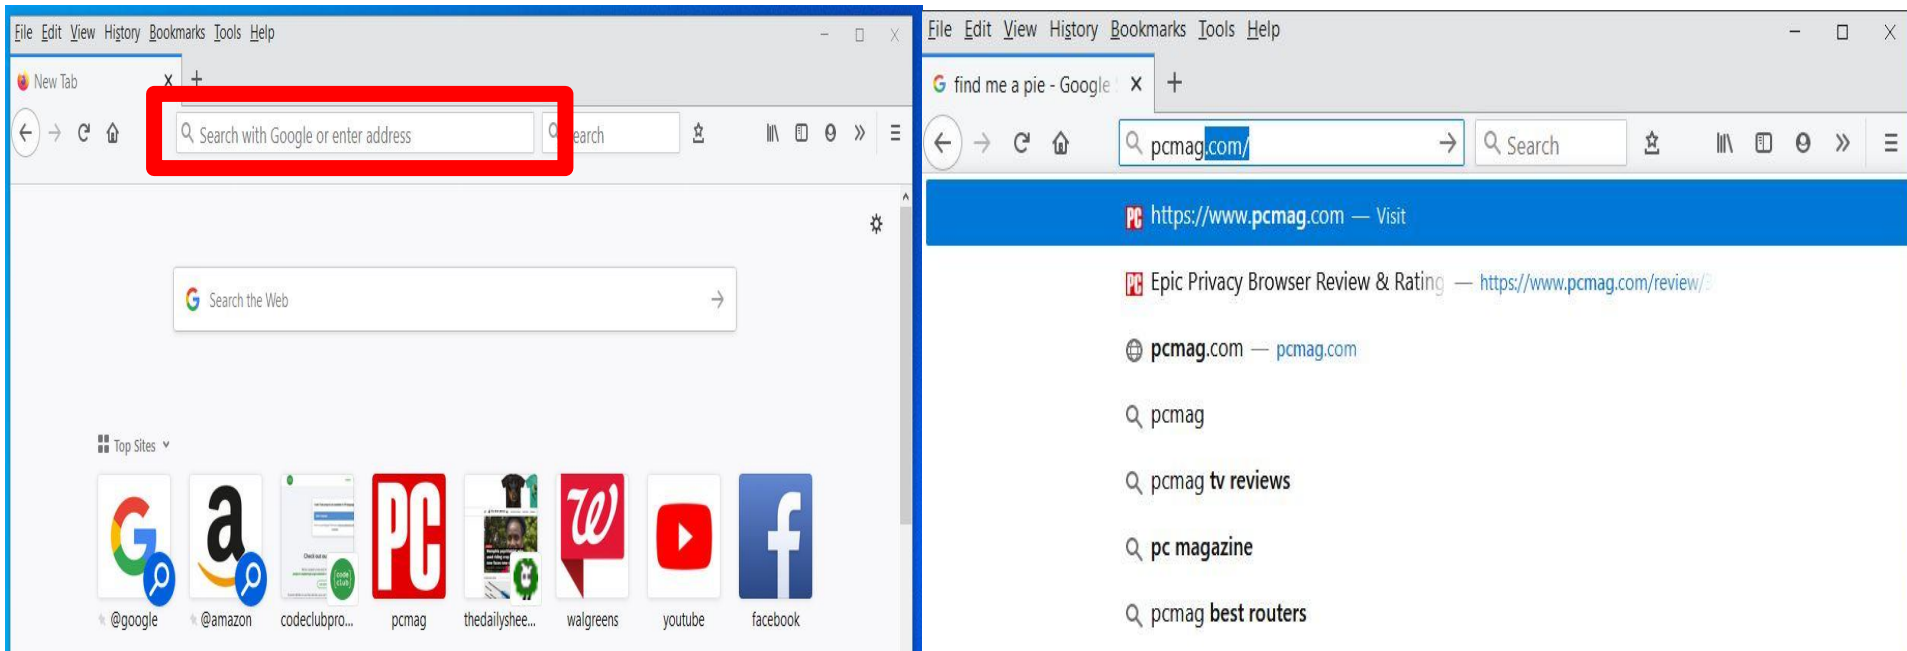 File Edit View History Bookmarks Tools Help
New Tab
Search with Google or enter address
earch
Search the Web
Top Sites
@google @amazon codeclubpro... pcmag thedailyshee... walgreens youtube facebook
PC
code club
File Edit View History Bookmarks Tools Help
find me a pie - Google
pcmag.com/
Search
https://www.pcmag.com — Visit
Epic Privacy Browser Review & Rating — https://www.pcmag.com/review/
pcmag.com — pcmag.com
pcmag
pcmag tv reviews
pc magazine
pcmag best routers